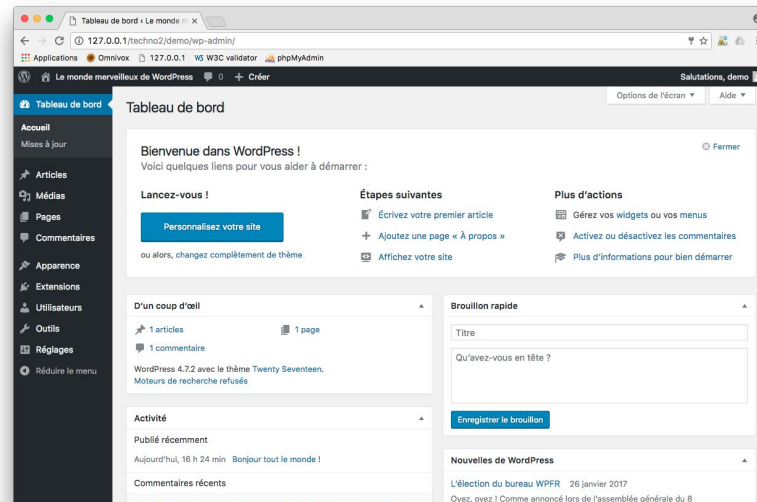 Tableau de bord ‹ Le monde m
127.0.0.1/techno2/demo/wp-admin/
Applications Omnivox 127.0.0.1 W3C validator phpMyAdmin
Le monde merveilleux de WordPress 0 + Créer Salutations, demo
Tableau de bord
Accueil
Mises à jour
Articles
Médias
Pages
Commentaires
Apparence
Extensions
Utilisateurs
Outils
Réglages
Réduire le menu
Options de l'écran Aide
Tableau de bord
Bienvenue dans WordPress !
Fermer
Voici quelques liens pour vous aider à démarrer :
Lancez-vous !
Personnalisez votre site
ou alors, changez complètement de thème
Étapes suivantes
Écrivez votre premier article
Ajoutez une page « À propos »
Affichez votre site
Plus d'actions
Gérez vos widgets ou vos menus
Activez ou désactivez les commentaires
Plus d'informations pour bien démarrer
D'un coup d'œil
1 articles 1 page
1 commentaire
WordPress 4.7.2 avec le thème Twenty Seventeen.
Moteurs de recherche refusés
Activité
Publié récemment
Aujourd'hui, 16 h 24 min Bonjour tout le monde !
Commentaires récents
Brouillon rapide
Titre
Qu'avez-vous en tête ?
Enregistrer le brouillon
Nouvelles de WordPress
L'élection du bureau WPFR 26 janvier 2017
Oyez, oyez ! Comme annoncé lors de l'assemblée générale du 8